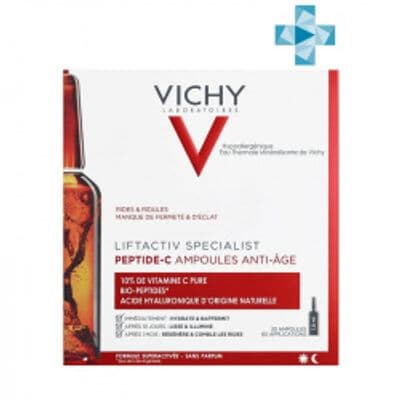 VICHY
LABORATOIRES
Hypoallergénique
Eau Thermale Minéralisante de Vichy
RIDES & RIDULES
MANQUE DE FERMETÉ & D'ÉCLAT
LIFTACTIV SPECIALIST
PEPTIDE-C AMPOULES ANTI-ÂGE
10% DE VITAMINE C PURE
BIO-PEPTIDES*
ACIDE HYALURONIQUE D'ORIGINE NATURELLE
IMMÉDIATEMENT : HYDRATE & RAFFERMIT
APRÈS 10 JOURS : LISSE & ILLUMINE
APRÈS 1 MOIS : RÉGÉNÈRE & COMBLE LES RIDES
30 AMPOULES
60 APPLICATIONS
FORMULE SUPERACTIVÉE - SANS PARFUM